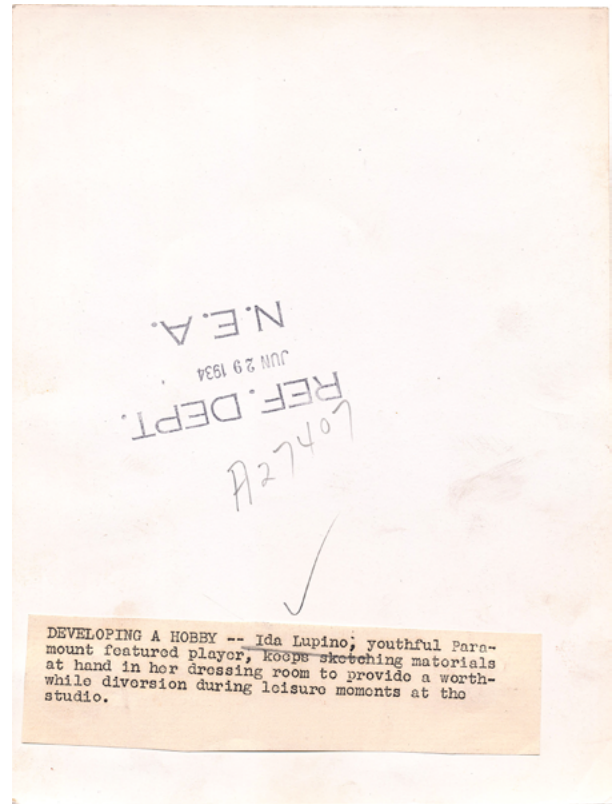 N.E.A.
JUN 29 1934
REF. DEPT.
A27407
DEVELOPING A HOBBY -- Ida Lupino, youthful Para-
mount featured player, keeps sketching materials
at hand in her dressing room to provide a worth-
while diversion during leisure moments at the
studio.